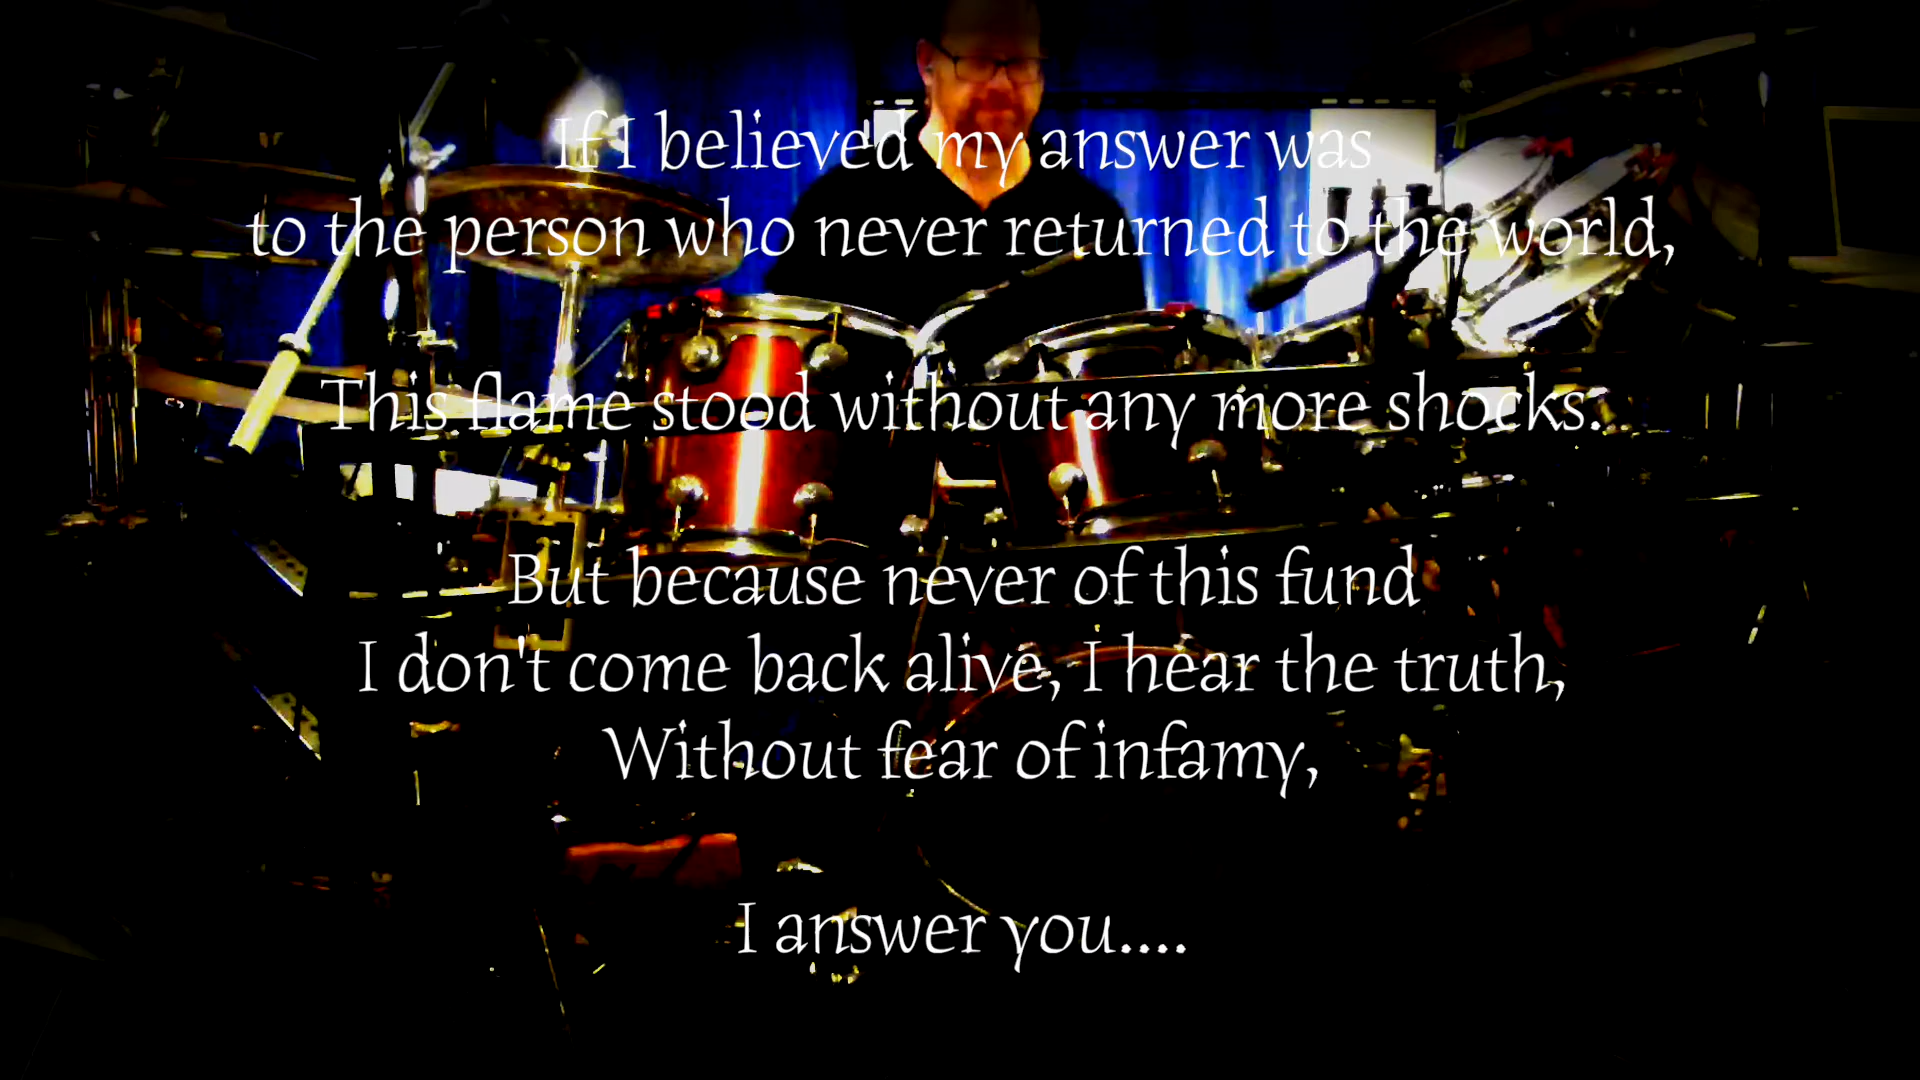 If I believed my answer was
to the person who never returned to the world,
This flame stood without any more shocks.
But because never of this fund
I don't come back alive, I hear the truth,
Without fear of infamy,
I answer you....